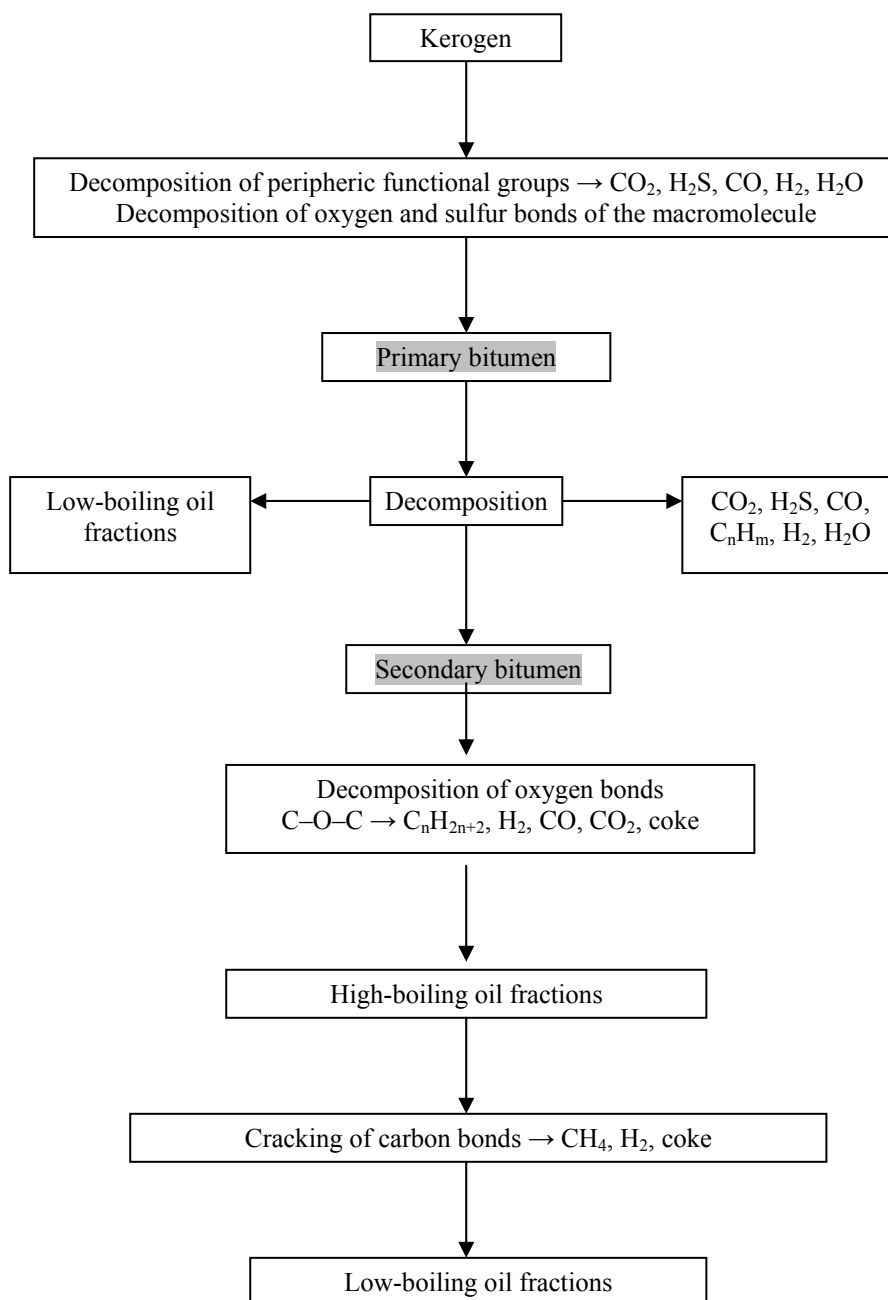 Kerogen
Decomposition of peripheric functional groups → CO₂, H₂S, CO, H₂, H₂O
Decomposition of oxygen and sulfur bonds of the macromolecule
Primary bitumen
Low-boiling oil
fractions
Decomposition
CO₂, H₂S, CO,
CₙHₘ, H₂, H₂O
Secondary bitumen
Decomposition of oxygen bonds
C–O–C → CₙH₂ₙ₊₂, H₂, CO, CO₂, coke
High-boiling oil fractions
Cracking of carbon bonds → CH₄, H₂, coke
Low-boiling oil fractions